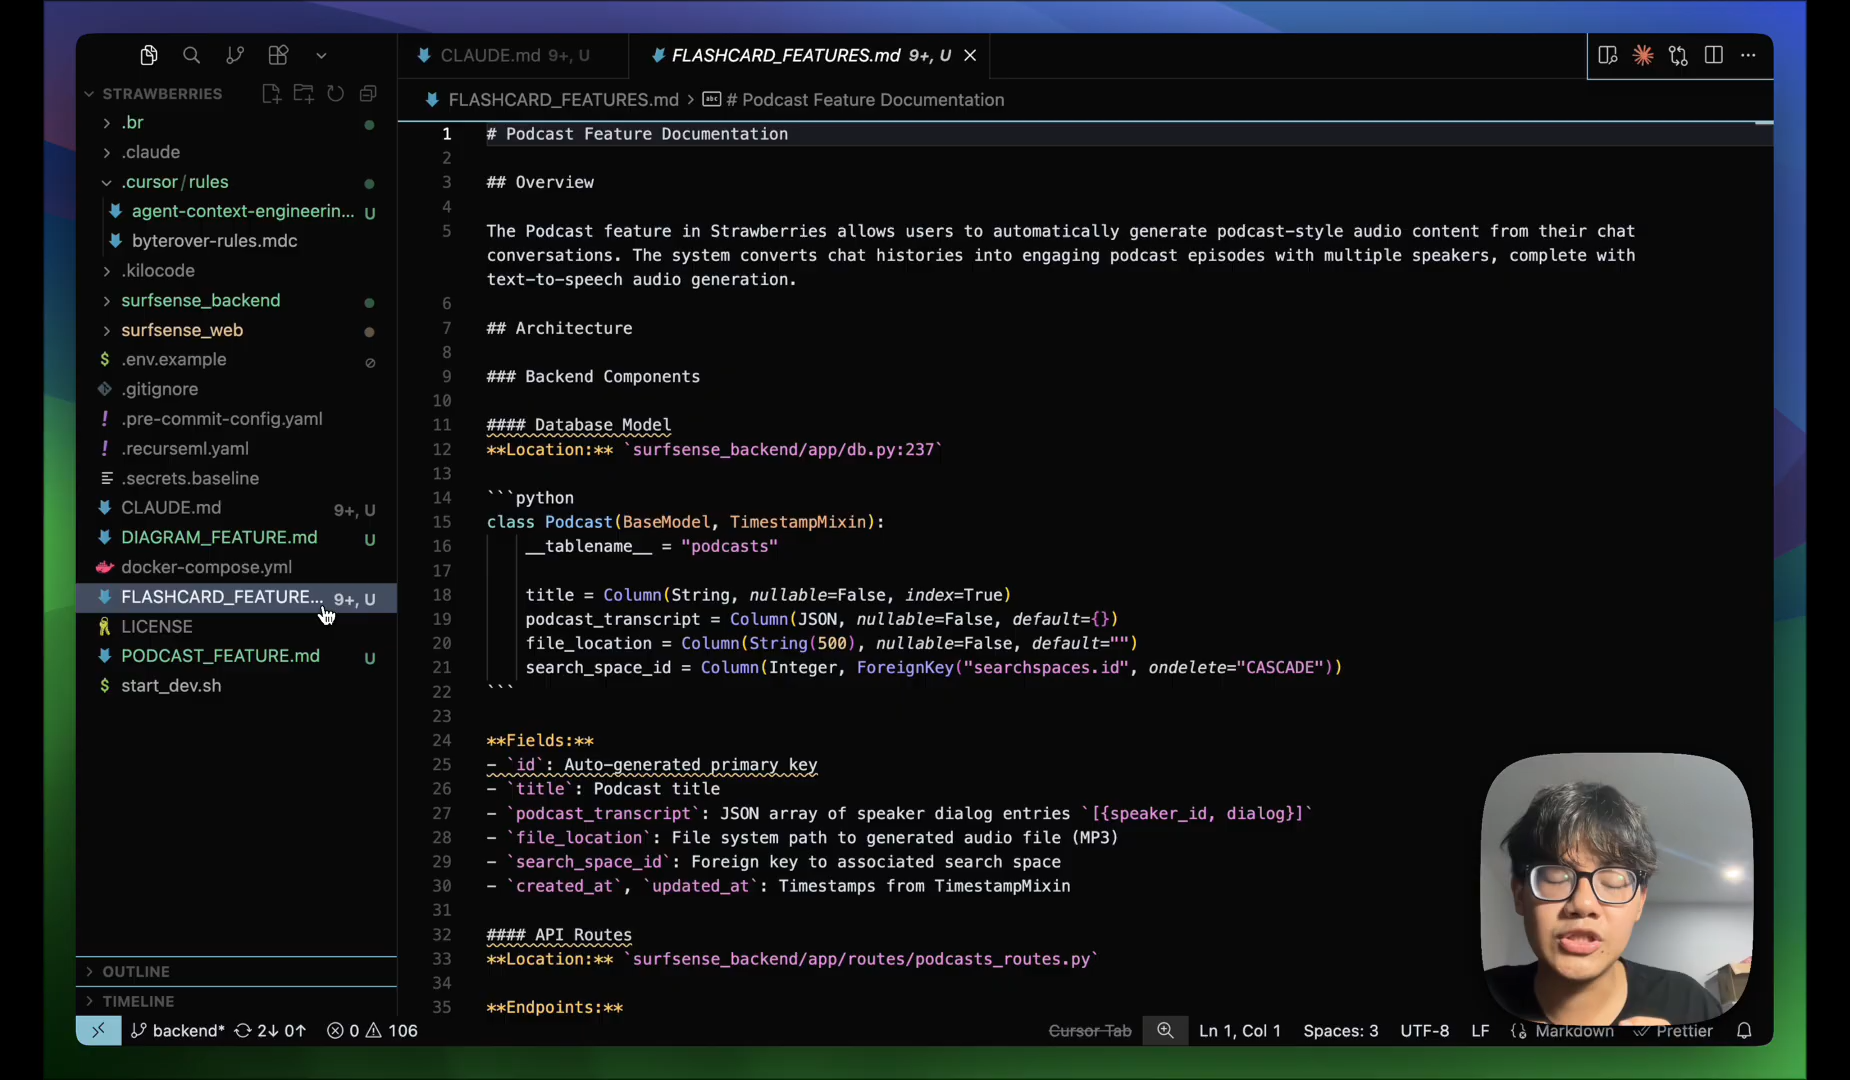 CLAUDE.md 9+, U
FLASHCARD_FEATURES.md 9+, U
STRAWBERRIES
FLASHCARD_FEATURES.md > # Podcast Feature Documentation
.br
.claude
.cursor/rules
agent-context-engineerin... U
byterover-rules.mdc
.kilocode
surfsense_backend
surfsense_web
.env.example
.gitignore
.pre-commit-config.yaml
.recurseml.yaml
.secrets.baseline
CLAUDE.md 9+, U
DIAGRAM_FEATURE.md U
docker-compose.yml
FLASHCARD_FEATURE... 9+, U
LICENSE
PODCAST_FEATURE.md U
start_dev.sh
OUTLINE
TIMELINE
1 # Podcast Feature Documentation
2
3 ## Overview
4
5 The Podcast feature in Strawberries allows users to automatically generate podcast-style audio content from their chat
conversations. The system converts chat histories into engaging podcast episodes with multiple speakers, complete with
text-to-speech audio generation.
6
7 ## Architecture
8
9 ### Backend Components
10
11 #### Database Model
12 **Location:** `surfsense_backend/app/db.py:237`
13
14 ```python
15 class Podcast(BaseModel, TimestampMixin):
16 __tablename__ = "podcasts"
17
18 title = Column(String, nullable=False, index=True)
19 podcast_transcript = Column(JSON, nullable=False, default={})
20 file_location = Column(String(500), nullable=False, default="")
21 search_space_id = Column(Integer, ForeignKey("searchspaces.id", ondelete="CASCADE"))
22 ```
23
24 **Fields:**
25 - `id`: Auto-generated primary key
26 - `title`: Podcast title
27 - `podcast_transcript`: JSON array of speaker dialog entries `[{speaker_id, dialog}]`
28 - `file_location`: File system path to generated audio file (MP3)
29 - `search_space_id`: Foreign key to associated search space
30 - `created_at`, `updated_at`: Timestamps from TimestampMixin
31
32 #### API Routes
33 **Location:** `surfsense_backend/app/routes/podcasts_routes.py`
34
35 **Endpoints:**
backend* 2↓ 0↑ 0 106
Cursor Tab Ln 1, Col 1 Spaces: 3 UTF-8 LF {} Markdown Prettier